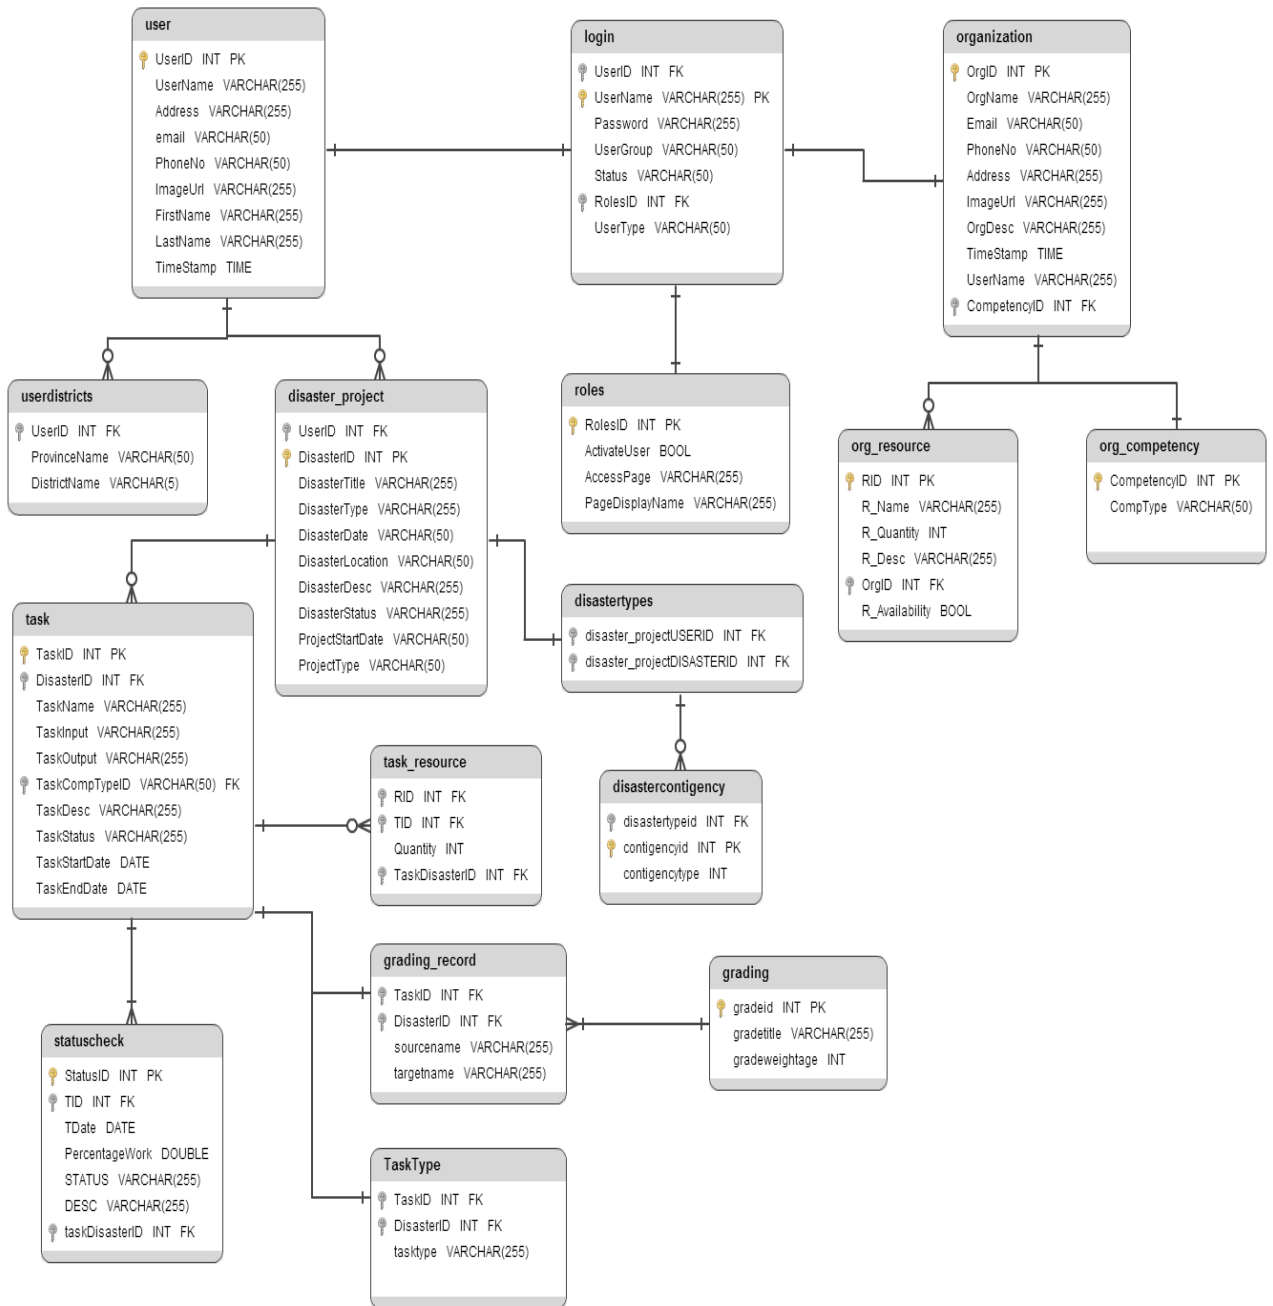 user
UserID INT PK
UserName VARCHAR(255)
Address VARCHAR(255)
email VARCHAR(50)
PhoneNo VARCHAR(50)
ImageUrl VARCHAR(255)
FirstName VARCHAR(255)
LastName VARCHAR(255)
TimeStamp TIME
login
UserID INT FK
UserName VARCHAR(255) PK
Password VARCHAR(255)
UserGroup VARCHAR(50)
Status VARCHAR(50)
RolesID INT FK
UserType VARCHAR(50)
organization
OrgID INT PK
OrgName VARCHAR(255)
Email VARCHAR(50)
PhoneNo VARCHAR(50)
Address VARCHAR(255)
ImageUrl VARCHAR(255)
OrgDesc VARCHAR(255)
TimeStamp TIME
UserName VARCHAR(255)
CompetencyID INT FK
userdistricts
UserID INT FK
ProvinceName VARCHAR(50)
DistrictName VARCHAR(5)
disaster_project
UserID INT FK
DisasterID INT PK
DisasterTitle VARCHAR(255)
DisasterType VARCHAR(255)
DisasterDate VARCHAR(50)
DisasterLocation VARCHAR(50)
DisasterDesc VARCHAR(255)
DisasterStatus VARCHAR(255)
ProjectStartDate VARCHAR(50)
ProjectType VARCHAR(50)
roles
RolesID INT PK
ActivateUser BOOL
AccessPage VARCHAR(255)
PageDisplayName VARCHAR(255)
org_resource
RID INT PK
R_Name VARCHAR(255)
R_Quantity INT
R_Desc VARCHAR(255)
OrgID INT FK
R_Availability BOOL
org_competency
CompetencyID INT PK
CompType VARCHAR(50)
disastertypes
disaster_projectUSERID INT FK
disaster_projectDISASTERID INT FK
task
TaskID INT PK
DisasterID INT FK
TaskName VARCHAR(255)
TaskInput VARCHAR(255)
TaskOutput VARCHAR(255)
TaskCompTypeID VARCHAR(50) FK
TaskDesc VARCHAR(255)
TaskStatus VARCHAR(255)
TaskStartDate DATE
TaskEndDate DATE
task_resource
RID INT FK
TID INT FK
Quantity INT
TaskDisasterID INT FK
disastercontigency
disastertypeid INT FK
contigencyid INT PK
contigencytype INT
grading_record
TaskID INT FK
DisasterID INT FK
sourcename VARCHAR(255)
targetname VARCHAR(255)
grading
gradeid INT PK
gradetitle VARCHAR(255)
gradeweightage INT
statuscheck
StatusID INT PK
TID INT FK
TDate DATE
PercentageWork DOUBLE
STATUS VARCHAR(255)
DESC VARCHAR(255)
taskDisasterID INT FK
TaskType
TaskID INT FK
DisasterID INT FK
tasktype VARCHAR(255)